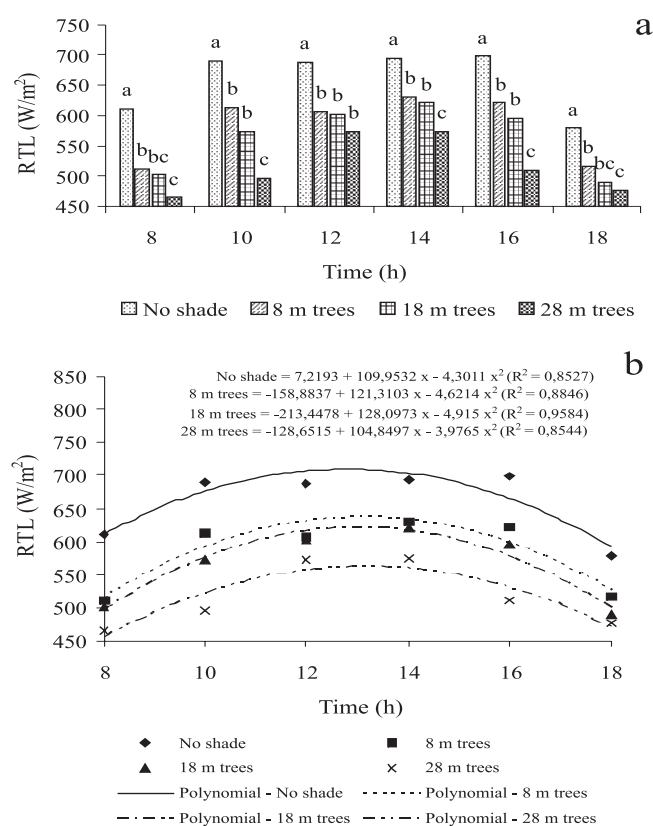 a
750
700
650
600
550
500
450
RTL (W/m²)
a b bc c
a b b c
a b b b
a b b c
a b b c
a b bc c
8 10 12 14 16 18
Time (h)
No shade 8 m trees 18 m trees 28 m trees
b
850
800
750
700
650
600
550
500
450
RTL (W/m²)
No shade = 7,2193 + 109,9532 x - 4,3011 x² (R² = 0,8527)
8 m trees = -158,8837 + 121,3103 x - 4,6214 x² (R² = 0,8846)
18 m trees = -213,4478 + 128,0973 x - 4,915 x² (R² = 0,9584)
28 m trees = -128,6515 + 104,8497 x - 3,9765 x² (R² = 0,8544)
8 10 12 14 16 18
Time (h)
No shade 8 m trees
18 m trees 28 m trees
Polynomial - No shade Polynomial - 8 m trees
Polynomial - 18 m trees Polynomial - 28 m trees